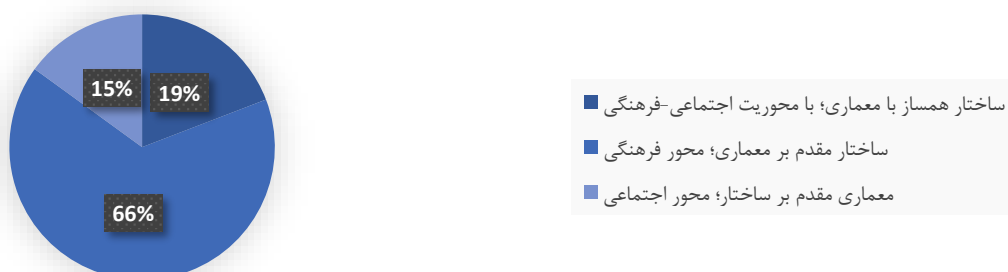 15%
19%
66%
ساختار همساز با معماری؛ با محوریت اجتماعی-فرهنگی
ساختار مقدم بر معماری؛ محور فرهنگی
معماری مقدم بر ساختار؛ محور اجتماعی